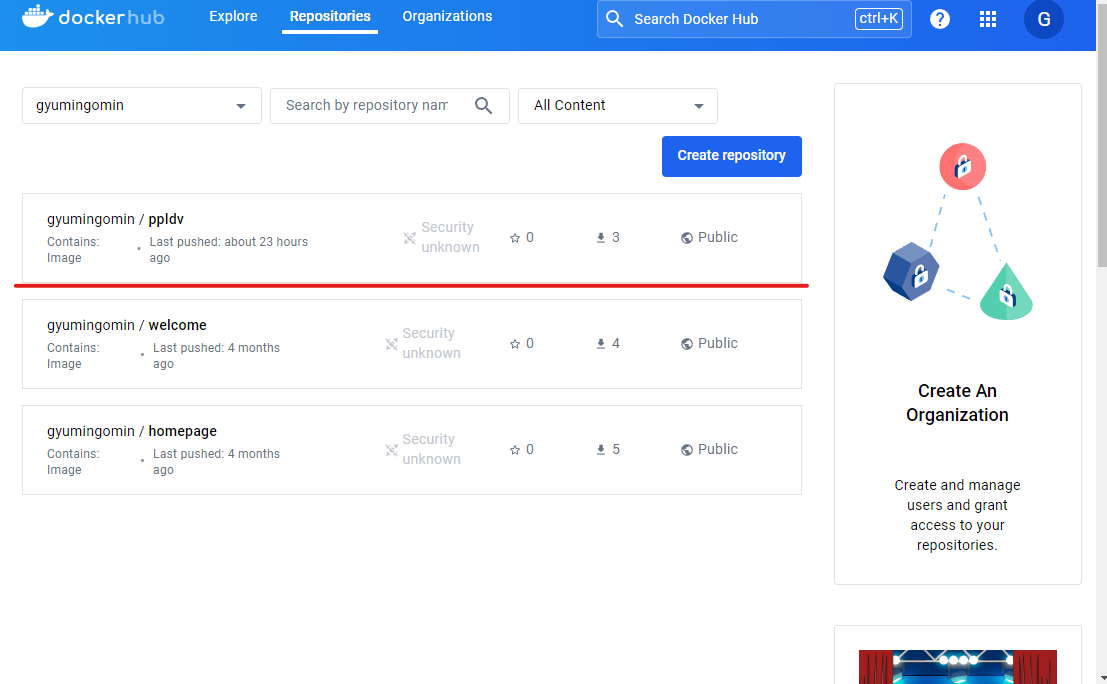 dockerhub
Explore
Repositories
Organizations
Search Docker Hub
ctrl+K
?
G
gyumingomin
Search by repository nam
All Content
Create repository
gyumingomin / ppldv
Contains: Image
Last pushed: about 23 hours
ago
Security
unknown
0
3
Public
gyumingomin / welcome
Contains: Image
Last pushed: 4 months
ago
Security
unknown
0
4
Public
gyumingomin / homepage
Contains: Image
Last pushed: 4 months
ago
Security
unknown
0
5
Public
Create An
Organization
Create and manage
users and grant
access to your
repositories.